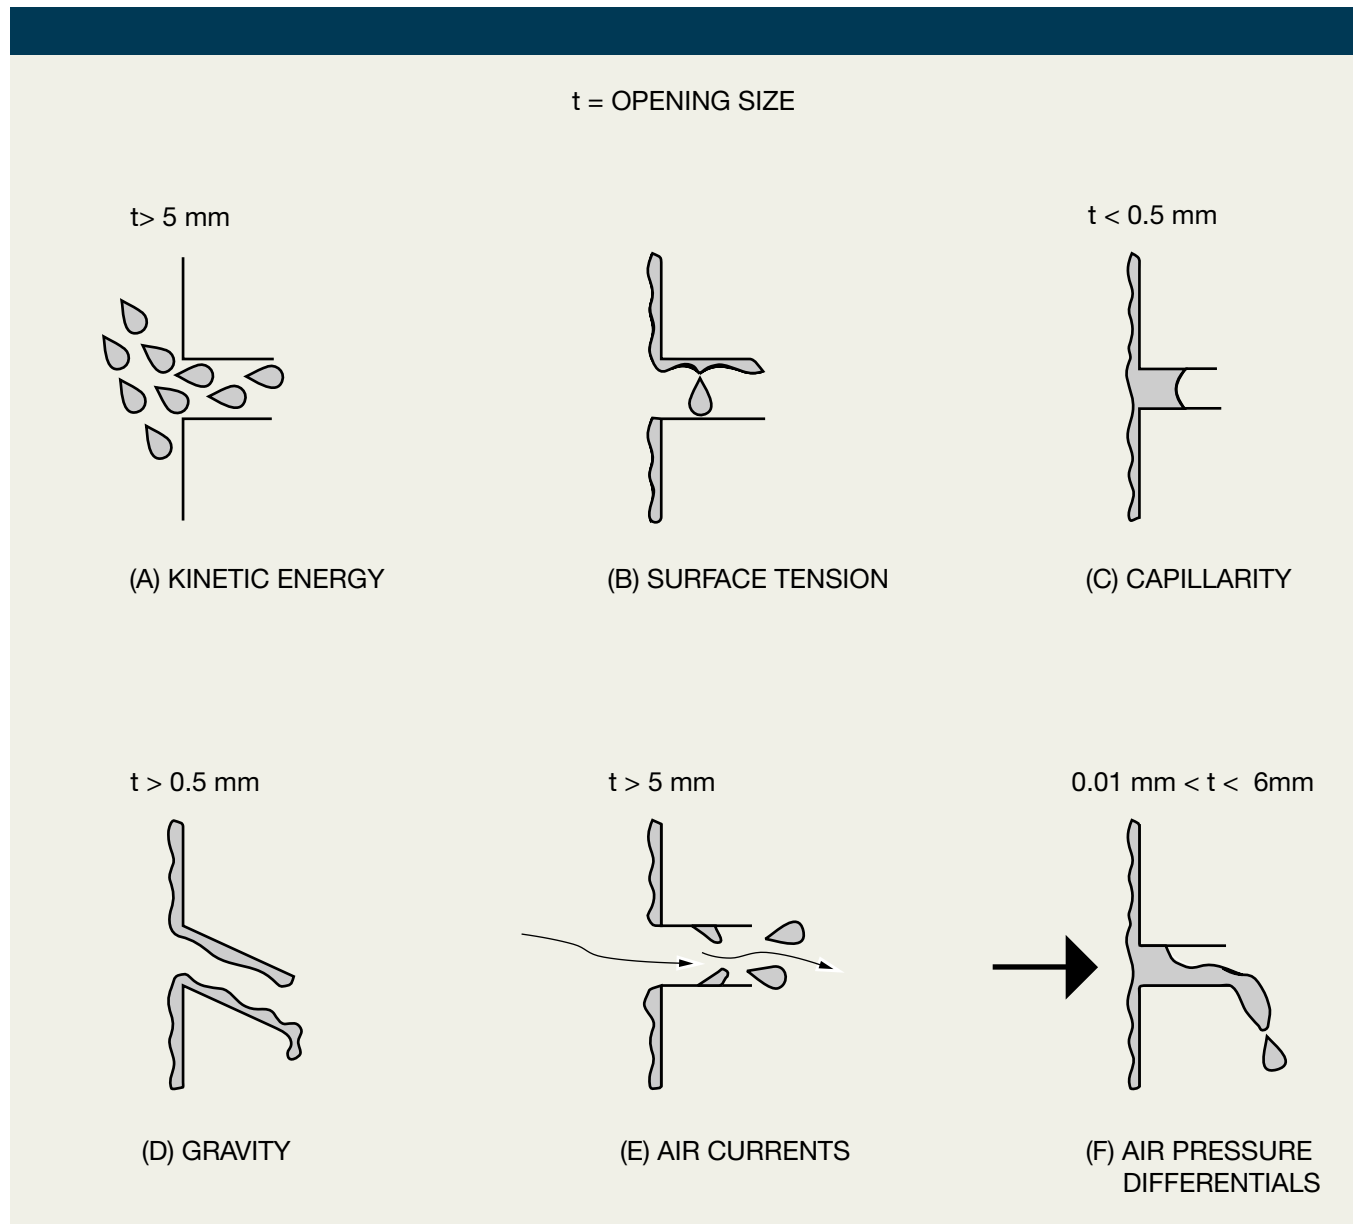 t = OPENING SIZE
t> 5 mm
t < 0.5 mm
(A) KINETIC ENERGY
(B) SURFACE TENSION
(C) CAPILLARITY
t > 0.5 mm
t > 5 mm
0.01 mm < t <  6mm
(D) GRAVITY
(E) AIR CURRENTS
(F) AIR PRESSURE
DIFFERENTIALS